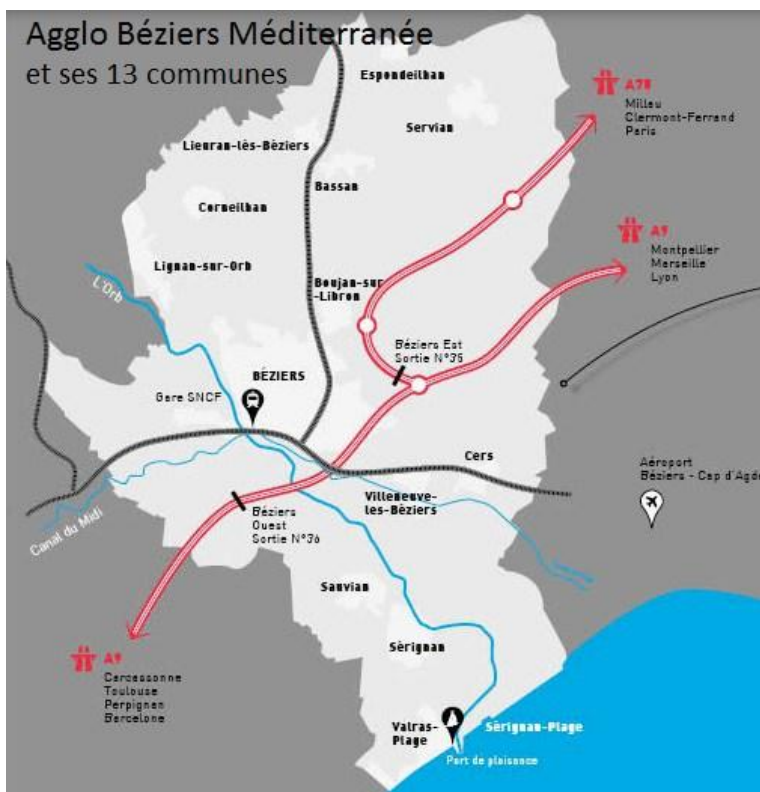 Agglo Béziers Méditerranée
et ses 13 communes
Espondeilhan
Servian
A75
Millau
Clermont-Ferrand
Paris
Lieuran-lès-Béziers
Bassan
Corneilhan
A9
Montpellier
Marseille
Lyon
Lignan-sur-Orb
Boujan-sur
-Libron
L'Orb
Béziers Est
Sortie N°35
BÉZIERS
Gare SNCF
Cers
Aéroport
Béziers - Cap d'Agde
Villeneuve-
les-Béziers
Béziers
Ouest
Sortie N°36
Canal du Midi
Sauvian
Sérignan
A9
Carcassonne
Toulouse
Perpignan
Barcelone
Valras-
Plage
Sérignan-Plage
Port de plaisance